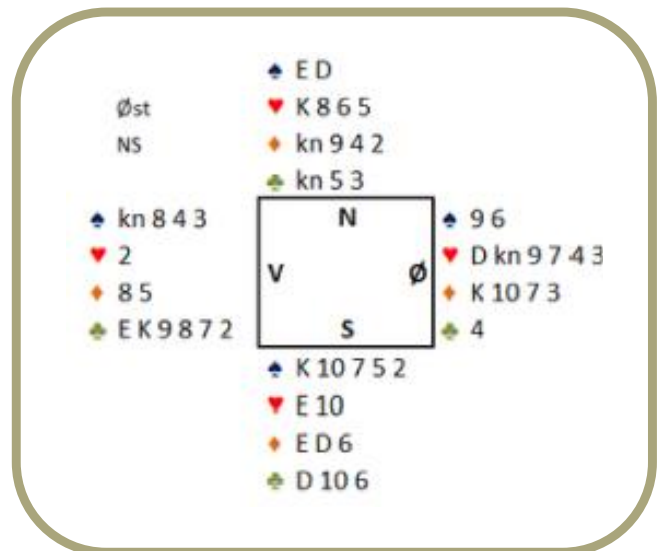 ♠ E D
Øst ♥ K 8 6 5
NS ♦ kn 9 4 2
♣ kn 5 3
♠ kn 8 4 3 N ♠ 9 6
♥ 2 ♥ D kn 9 7 4 3
♦ 8 5 V Ø ♦ K 10 7 3
♣ E K 9 8 7 2 S ♣ 4
♠ K 10 7 5 2
♥ E 10
♦ E D 6
♣ D 10 6